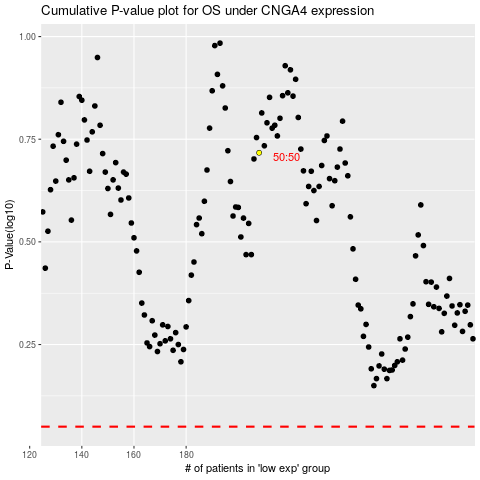 Cumulative P-value plot for OS under CNGA4 expression
P-Value(log10)
1.00
0.75
0.50
0.25
50:50
120 140 160 180
# of patients in 'low exp' group